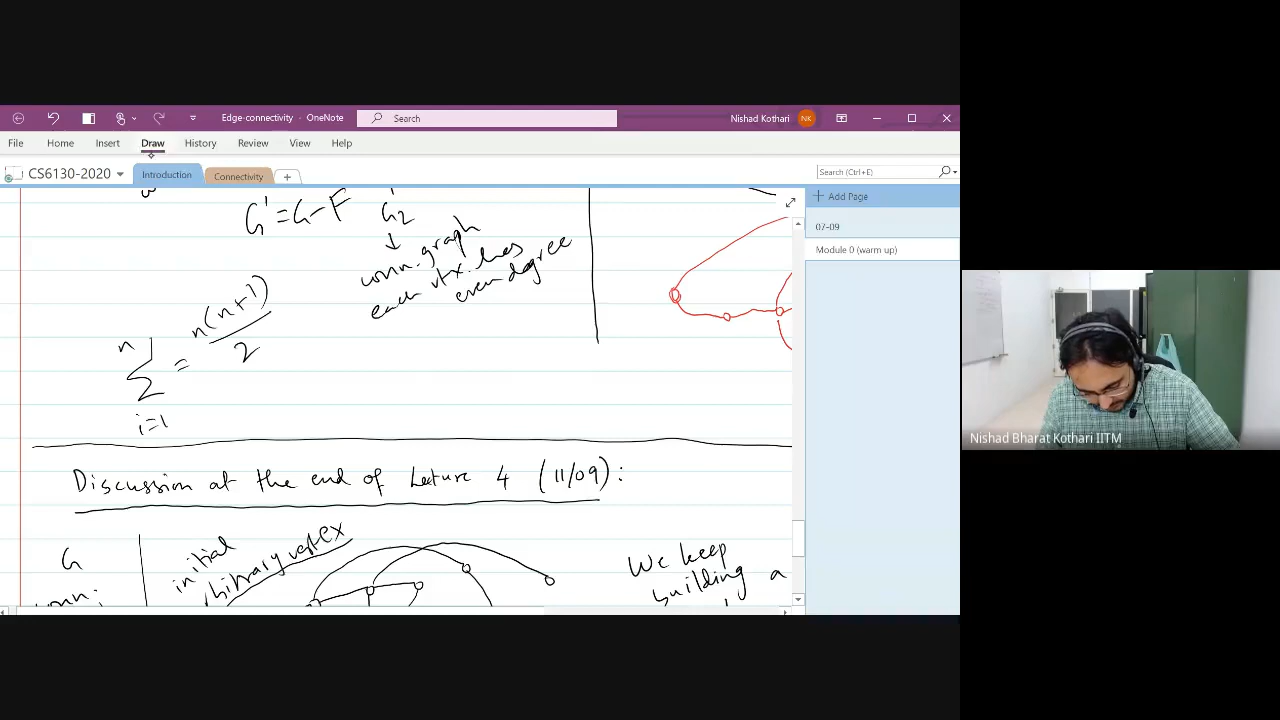 Edge-connectivity - OneNote
Search
Nishad Kothari
NK
File Home Insert Draw History Review View Help
CS6130-2020
Introduction
Connectivity
Search (Ctrl+E)
Add Page
07-09
Module 0 (warm up)
G' = G-F G'2
↓
conn. graph
each vtx. has
even degree
n
∑ = n(n+1)/2
i=1
Discussion at the end of Lecture 4 (11/09):
G
conn.
initial
arbitrary vertex
We keep
building a
Nishad Bharat Kothari IITM